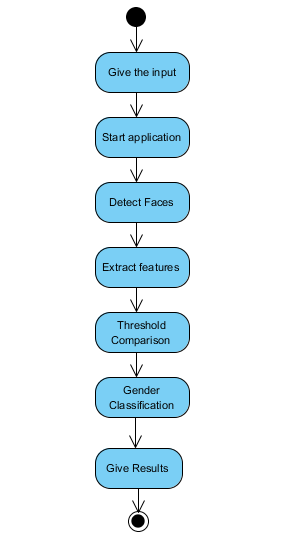 Give the input
Start application
Detect Faces
Extract features
Threshold
Comparison
Gender
Classification
Give Results